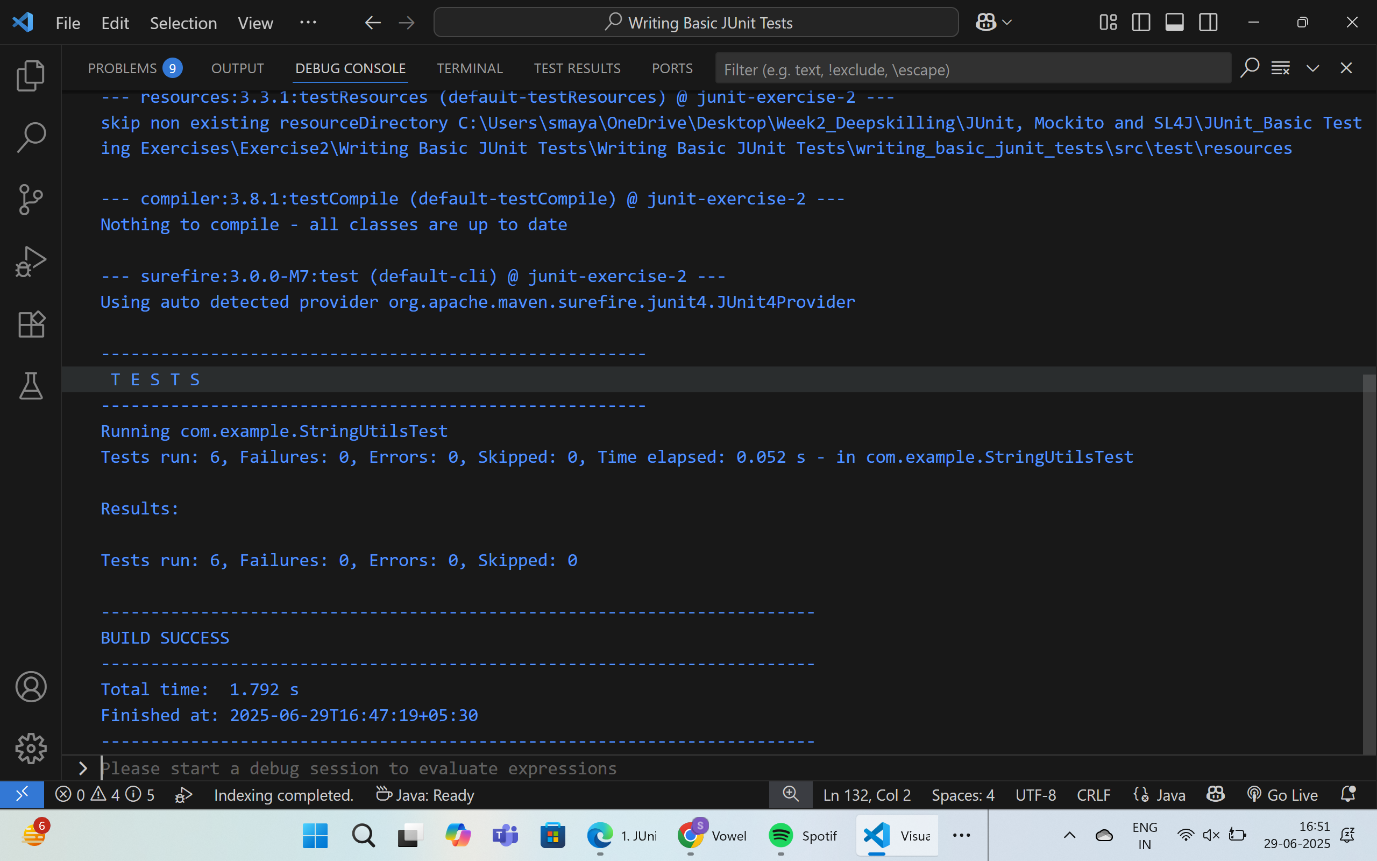 File Edit Selection View ··· Writing Basic JUnit Tests
PROBLEMS 9 OUTPUT DEBUG CONSOLE TERMINAL TEST RESULTS PORTS Filter (e.g. text, !exclude, \escape)
--- resources:3.3.1:testResources (default-testResources) @ junit-exercise-2 ---
skip non existing resourceDirectory C:\Users\smaya\OneDrive\Desktop\Week2_Deepskilling\JUnit, Mockito and SL4J\JUnit_Basic Test
ing Exercises\Exercise2\Writing Basic JUnit Tests\Writing Basic JUnit Tests\writing_basic_junit_tests\src\test\resources
--- compiler:3.8.1:testCompile (default-testCompile) @ junit-exercise-2 ---
Nothing to compile - all classes are up to date
--- surefire:3.0.0-M7:test (default-cli) @ junit-exercise-2 ---
Using auto detected provider org.apache.maven.surefire.junit4.JUnit4Provider
-------------------------------------------------------
T E S T S
-------------------------------------------------------
Running com.example.StringUtilsTest
Tests run: 6, Failures: 0, Errors: 0, Skipped: 0, Time elapsed: 0.052 s - in com.example.StringUtilsTest
Results:
Tests run: 6, Failures: 0, Errors: 0, Skipped: 0
------------------------------------------------------------------------
BUILD SUCCESS
------------------------------------------------------------------------
Total time:  1.792 s
Finished at: 2025-06-29T16:47:19+05:30
------------------------------------------------------------------------
Please start a debug session to evaluate expressions
0 4 5 Indexing completed. Java: Ready Ln 132, Col 2 Spaces: 4 UTF-8 CRLF Java Go Live
6 1. JUni S Vowel Spotif Visua ··· ENG 16:51
IN 29-06-2025